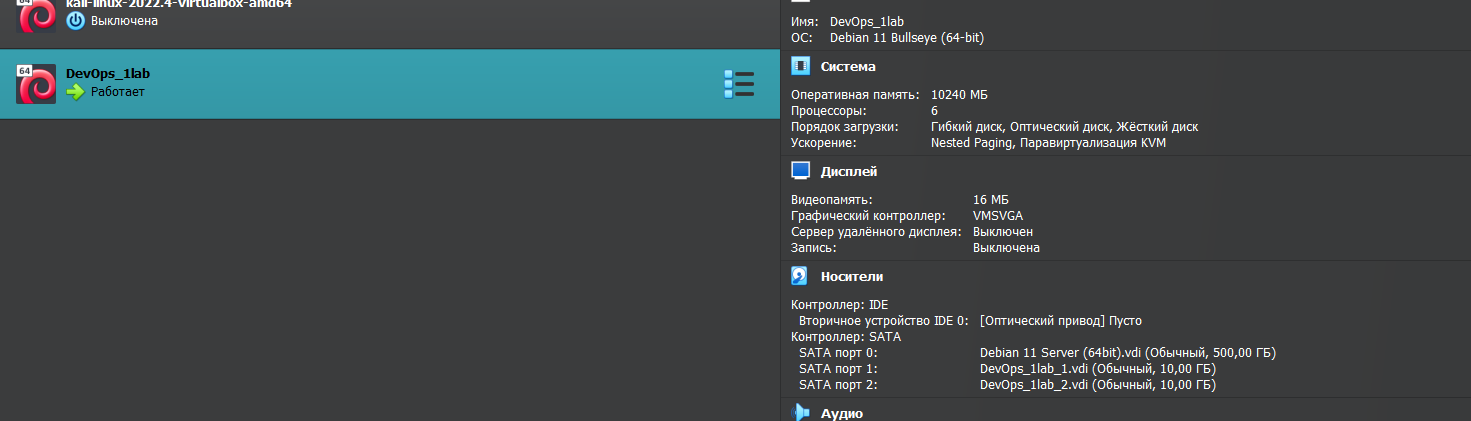 kali-linux-2022.4-virtualbox-amd64
64
Выключена
64
DevOps_1lab
Работает
Имя: DevOps_1lab
ОС: Debian 11 Bullseye (64-bit)
Система
Оперативная память: 10240 МБ
Процессоры: 6
Порядок загрузки: Гибкий диск, Оптический диск, Жёсткий диск
Ускорение: Nested Paging, Паравиртуализация KVM
Дисплей
Видеопамять: 16 МБ
Графический контроллер: VMSVGA
Сервер удалённого дисплея: Выключен
Запись: Выключена
Носители
Контроллер: IDE
Вторичное устройство IDE 0: [Оптический привод] Пусто
Контроллер: SATA
SATA порт 0: Debian 11 Server (64bit).vdi (Обычный, 500,00 ГБ)
SATA порт 1: DevOps_1lab_1.vdi (Обычный, 10,00 ГБ)
SATA порт 2: DevOps_1lab_2.vdi (Обычный, 10,00 ГБ)
Аудио